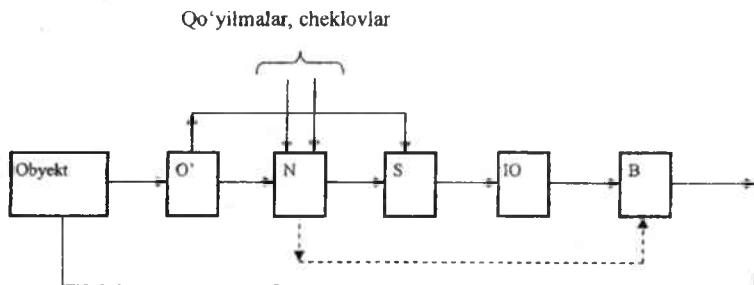 Qo‘yilmalar, cheklovlar
Obyekt
O’
N
S
IO
B